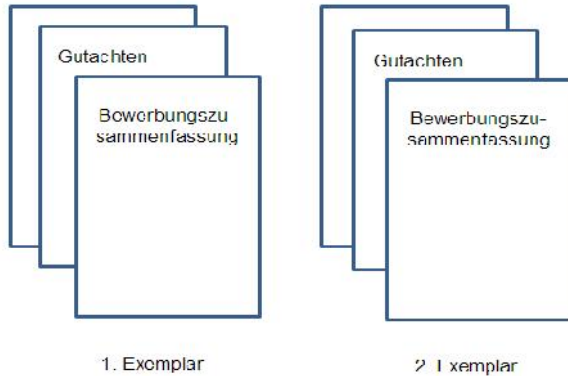 Gutachten
Bewerbungszu
sammenfassung
1. Exemplar
Gutachten
Bewerbungszu-
sammenfassung
2. Exemplar